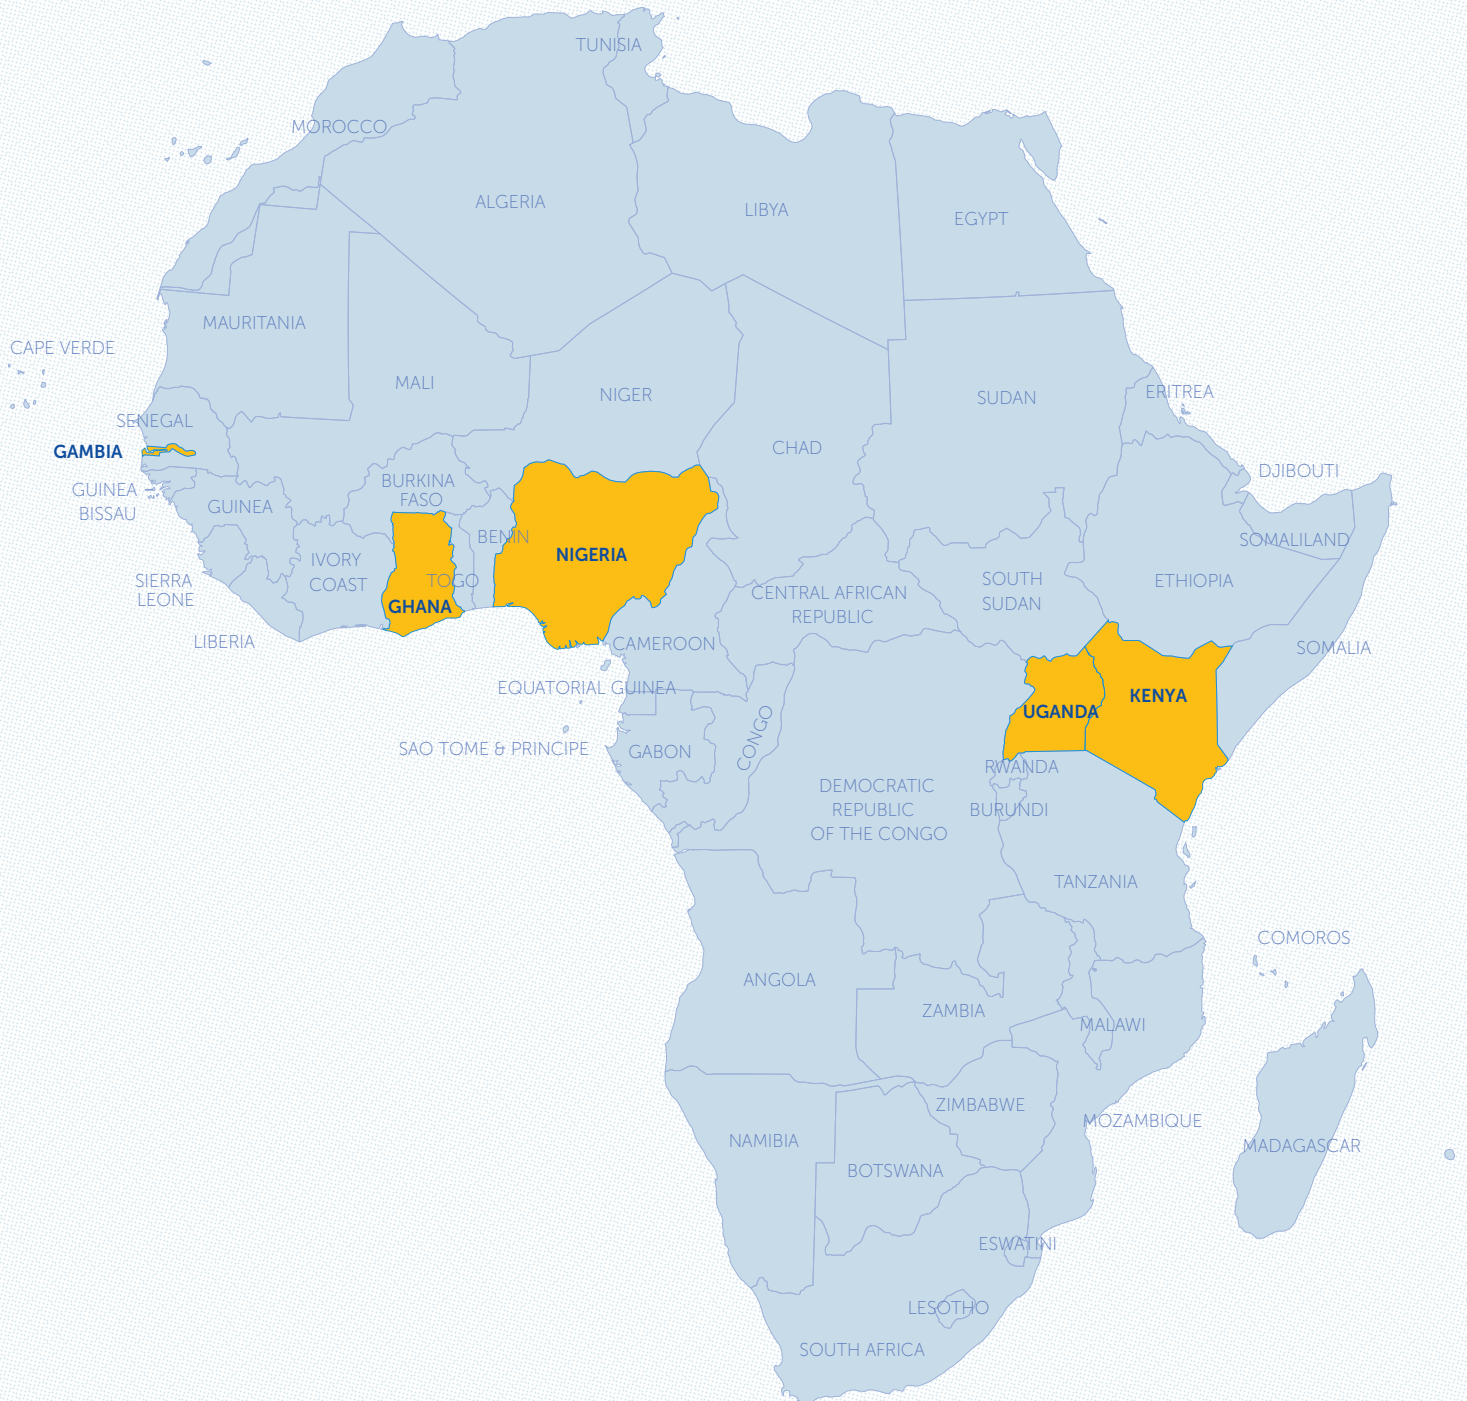 TUNISIA
MOROCCO
ALGERIA
LIBYA
EGYPT
MAURITANIA
CAPE VERDE
MALI
NIGER
SUDAN
ERITREA
SENEGAL
GAMBIA
CHAD
DJIBOUTI
GUINEA
BISSAU
GUINEA
BURKINA
FASO
BENIN
NIGERIA
SOMALILAND
IVORY
COAST
TOGO
GHANA
SIERRA
LEONE
SOUTH
SUDAN
ETHIOPIA
CENTRAL AFRICAN
REPUBLIC
LIBERIA
CAMEROON
SOMALIA
EQUATORIAL GUINEA
KENYA
UGANDA
SAO TOME & PRINCIPE
GABON
CONGO
RWANDA
DEMOCRATIC
REPUBLIC
OF THE CONGO
BURUNDI
TANZANIA
COMOROS
ANGOLA
ZAMBIA
MALAWI
ZIMBABWE
MOZAMBIQUE
NAMIBIA
MADAGASCAR
BOTSWANA
ESWATINI
LESOTHO
SOUTH AFRICA